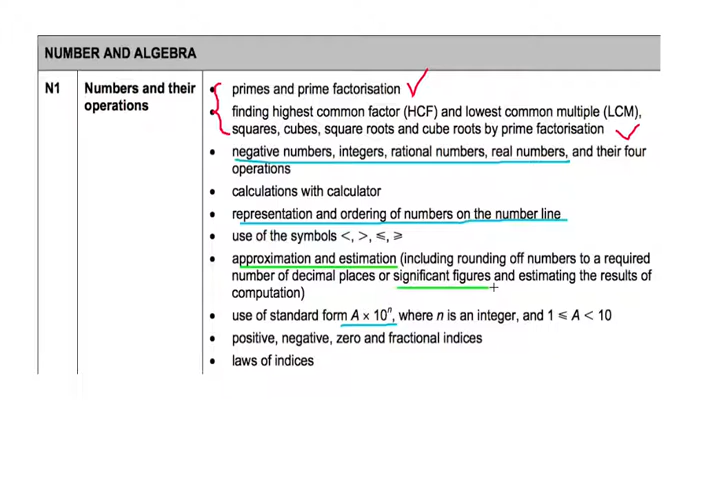 NUMBER AND ALGEBRA
N1 Numbers and their operations
• primes and prime factorisation
• finding highest common factor (HCF) and lowest common multiple (LCM),
squares, cubes, square roots and cube roots by prime factorisation
• negative numbers, integers, rational numbers, real numbers, and their four
operations
• calculations with calculator
• representation and ordering of numbers on the number line
• use of the symbols <, >, ⩽, ⩾
• approximation and estimation (including rounding off numbers to a required
number of decimal places or significant figures and estimating the results of
computation)
• use of standard form A × 10ⁿ, where n is an integer, and 1 ⩽ A < 10
• positive, negative, zero and fractional indices
• laws of indices